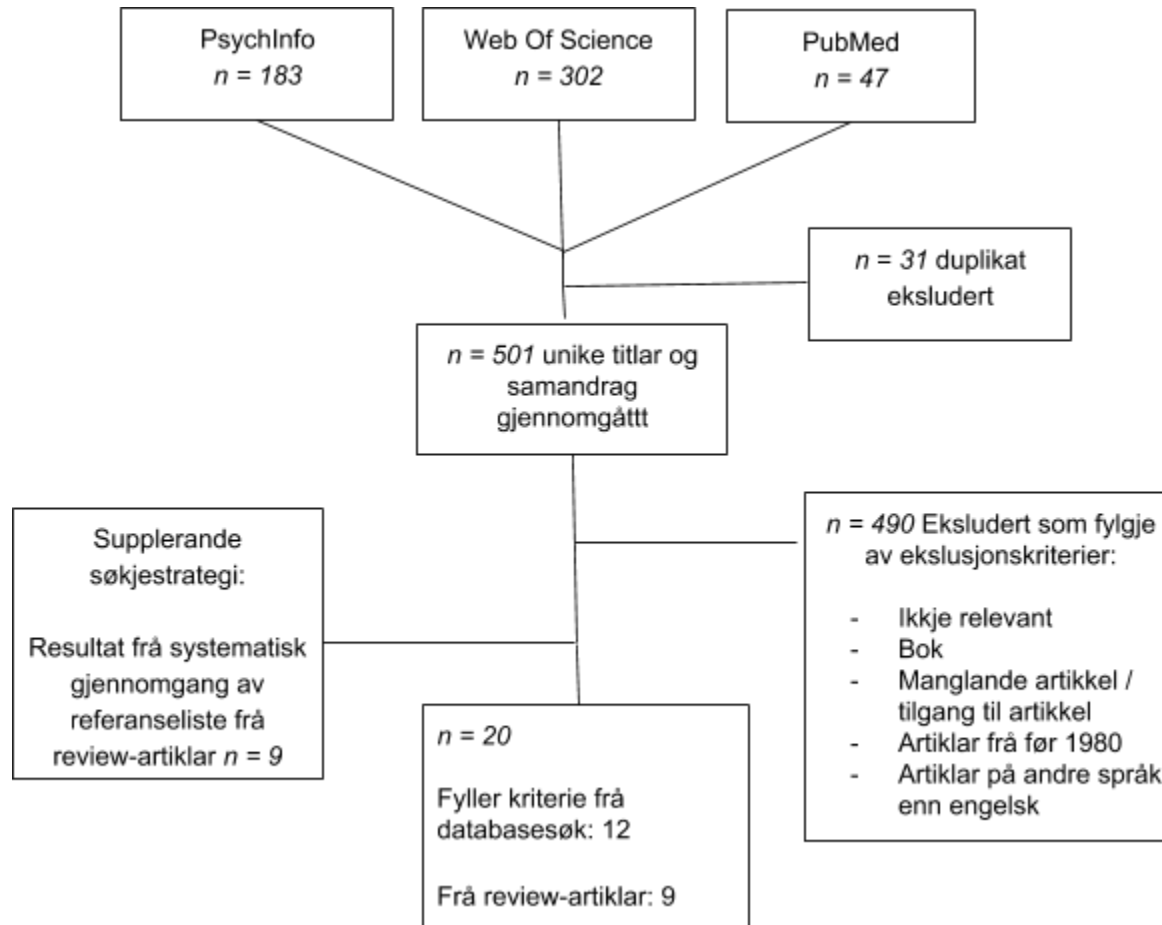 PsychInfo
n = 183
Web Of Science
n = 302
PubMed
n = 47
n = 31 duplikat
eksludert
n = 501 unike titlar og
samandrag
gjennomgåttt
Supplerande
søkjestrategi:
Resultat frå systematisk
gjennomgang av
referanseliste frå
review-artiklar n = 9
n = 490 Eksludert som fylgje
av ekslusjonskriterier:
- Ikkje relevant
- Bok
- Manglande artikkel /
tilgang til artikkel
- Artiklar frå før 1980
- Artiklar på andre språk
enn engelsk
n = 20
Fyller kriterie frå
databasesøk: 12
Frå review-artiklar: 9